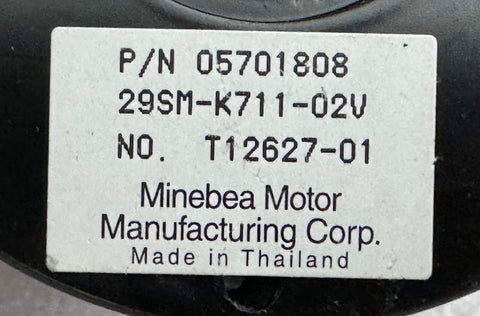 P/N 05701808
29SM-K711-02V
NO. T12627-01
Minebea Motor
Manufacturing Corp.
Made in Thailand